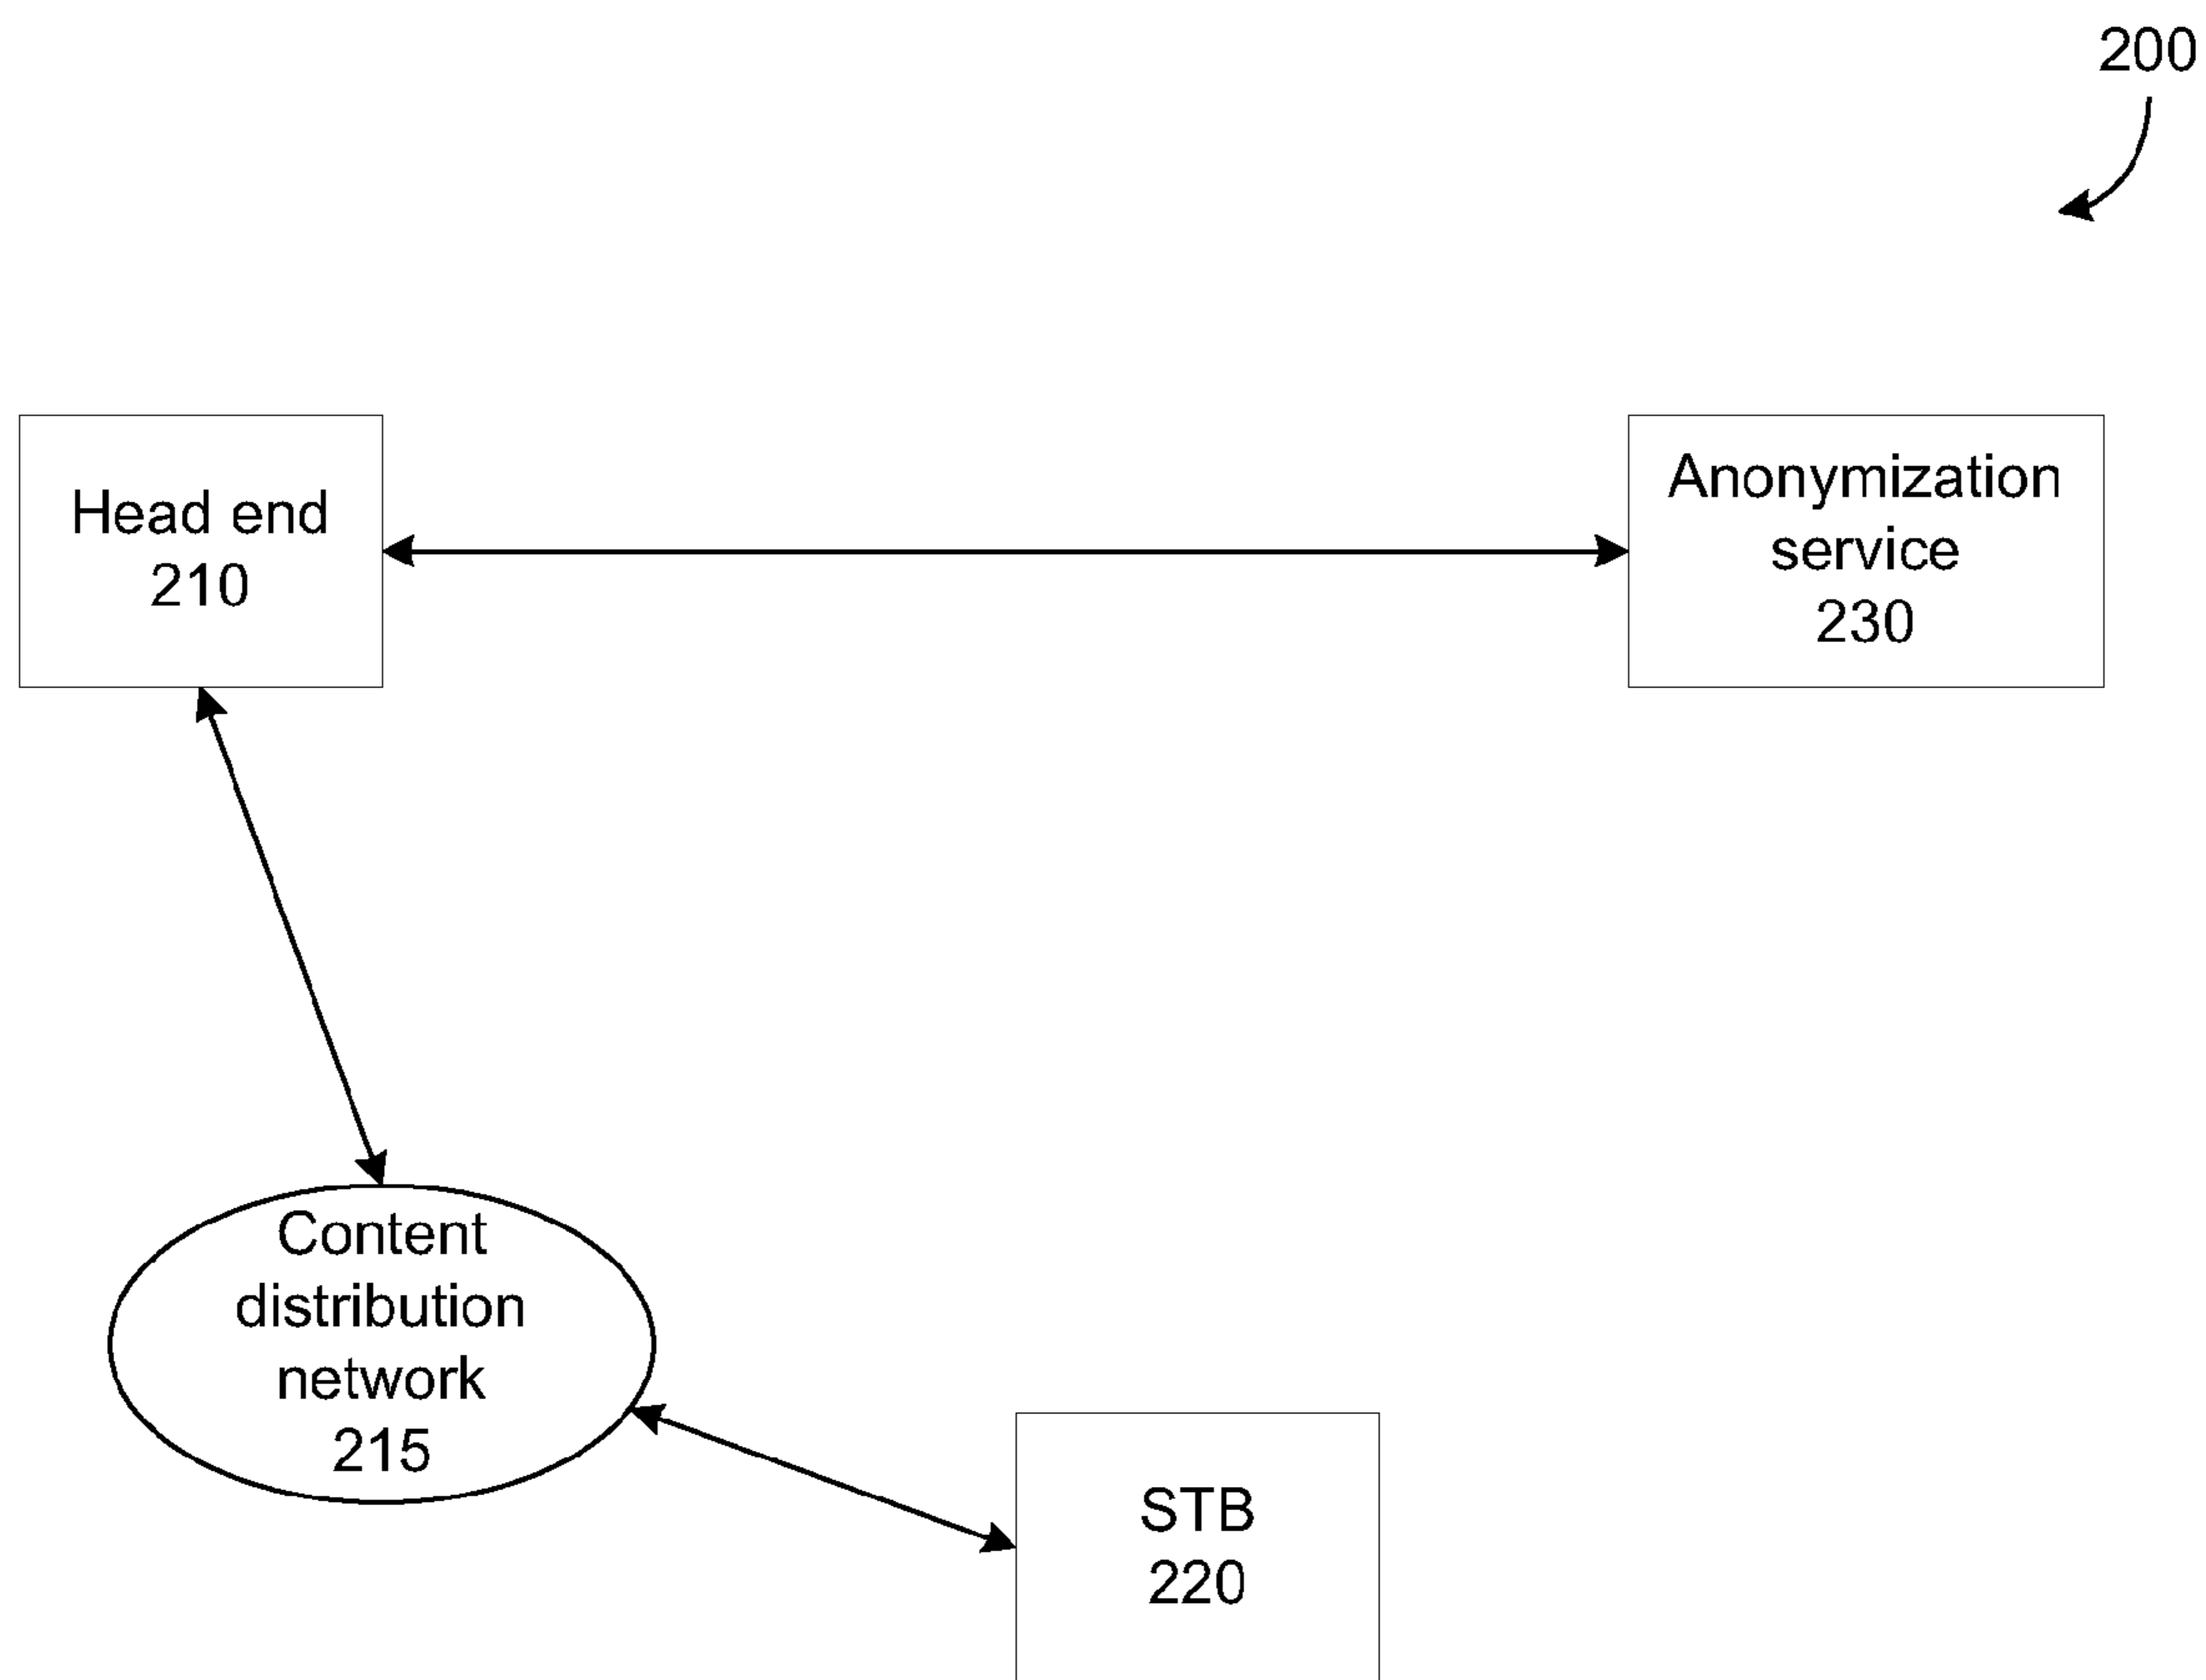 200
Head end
210
Anonymization
service
230
Content
distribution
network
215
STB
220